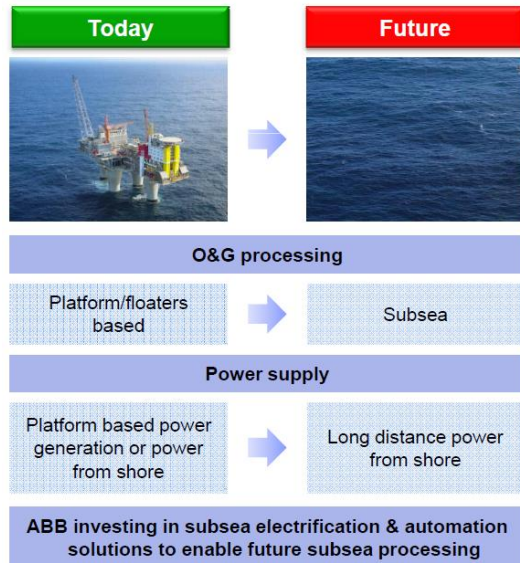 Today
Future
O&G processing
Platform/floaters
based
Subsea
Power supply
Platform based power
generation or power
from shore
Long distance power
from shore
ABB investing in subsea electrification & automation
solutions to enable future subsea processing